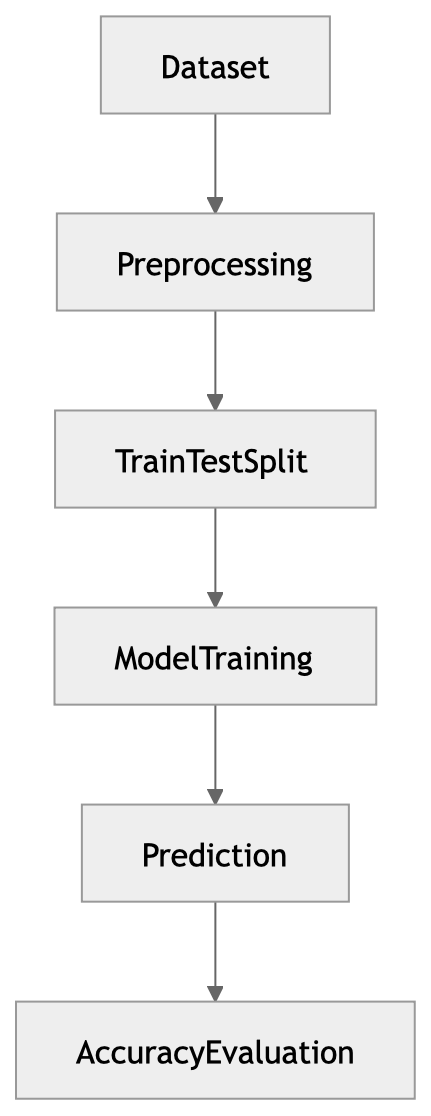 Dataset
Preprocessing
TrainTestSplit
ModelTraining
Prediction
AccuracyEvaluation